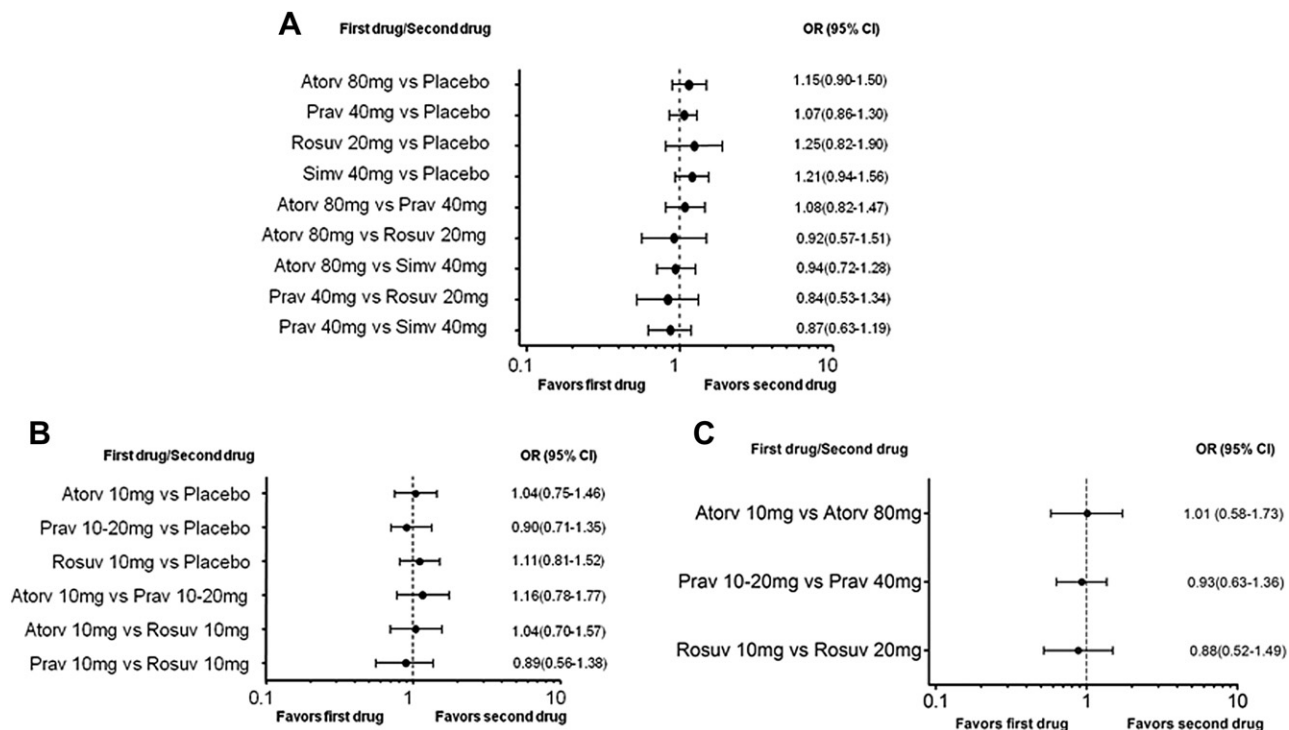 A
First drug/Second drug OR (95% CI)
Atorv 80mg vs Placebo 1.15(0.90-1.50)
Prav 40mg vs Placebo 1.07(0.86-1.30)
Rosuv 20mg vs Placebo 1.25(0.82-1.90)
Simv 40mg vs Placebo 1.21(0.94-1.56)
Atorv 80mg vs Prav 40mg 1.08(0.82-1.47)
Atorv 80mg vs Rosuv 20mg 0.92(0.57-1.51)
Atorv 80mg vs Simv 40mg 0.94(0.72-1.28)
Prav 40mg vs Rosuv 20mg 0.84(0.53-1.34)
Prav 40mg vs Simv 40mg 0.87(0.63-1.19)
0.1 1 10
Favors first drug Favors second drug
B
First drug/Second drug OR (95% CI)
Atorv 10mg vs Placebo 1.04(0.75-1.46)
Prav 10-20mg vs Placebo 0.90(0.71-1.35)
Rosuv 10mg vs Placebo 1.11(0.81-1.52)
Atorv 10mg vs Prav 10-20mg 1.16(0.78-1.77)
Atorv 10mg vs Rosuv 10mg 1.04(0.70-1.57)
Prav 10mg vs Rosuv 10mg 0.89(0.56-1.38)
0.1 1 10
Favors first drug Favors second drug
C
First drug/Second drug OR (95% CI)
Atorv 10mg vs Atorv 80mg 1.01 (0.58-1.73)
Prav 10-20mg vs Prav 40mg 0.93(0.63-1.36)
Rosuv 10mg vs Rosuv 20mg 0.88(0.52-1.49)
0.1 1 10
Favors first drug Favors second drug